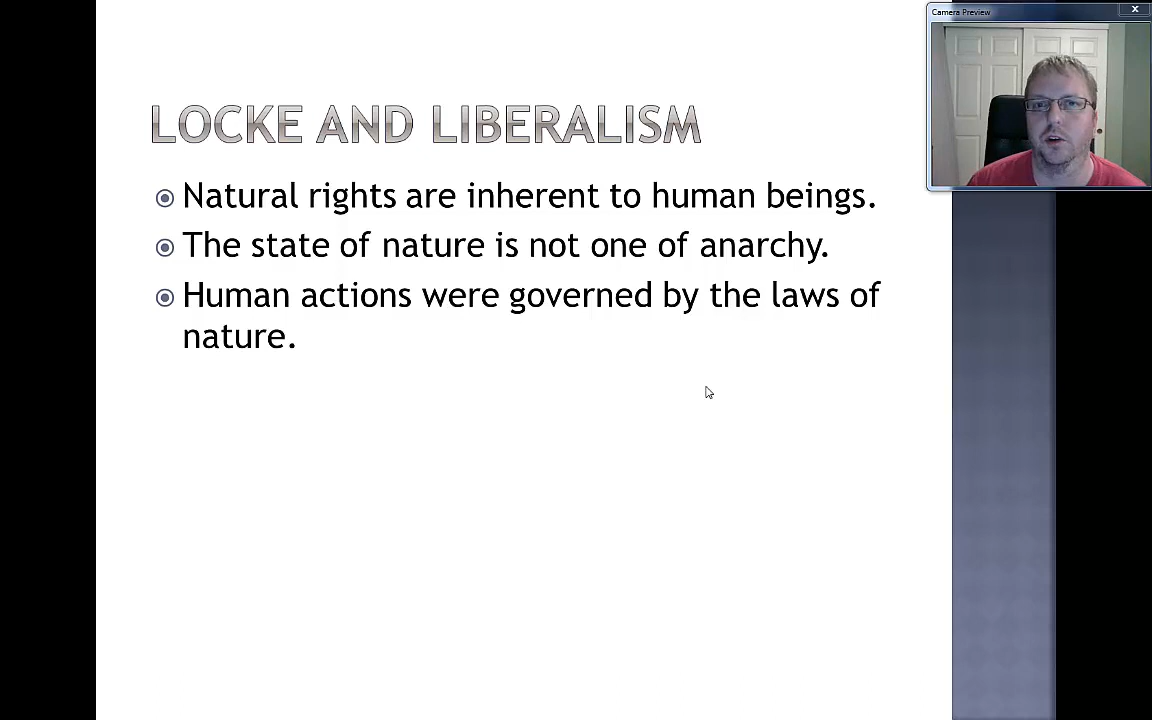 Camera Preview
LOCKE AND LIBERALISM
Natural rights are inherent to human beings.
The state of nature is not one of anarchy.
Human actions were governed by the laws of
nature.